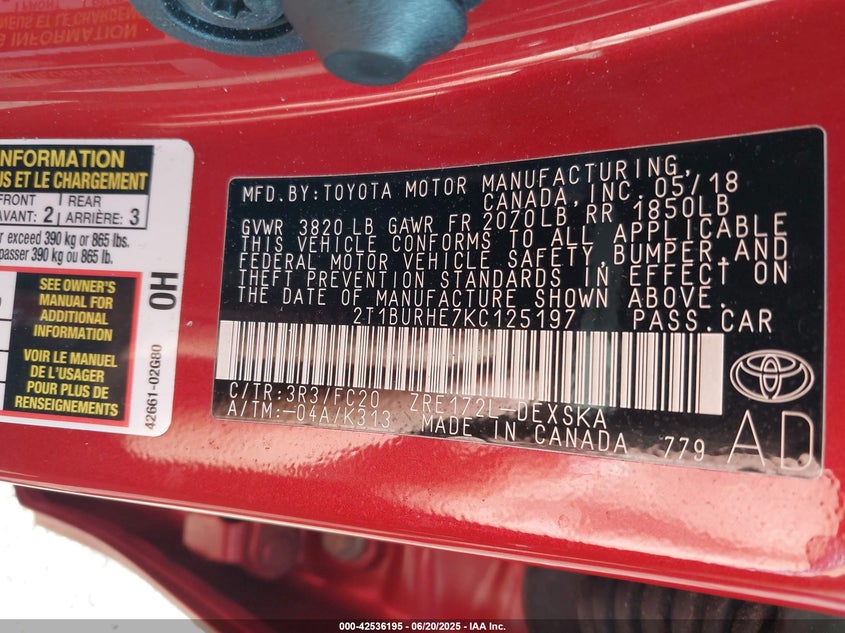 INFORMATION
US ET LE CHARGEMENT
FRONT
AVANT: 2
REAR
ARRIÈRE: 3
exceed 390 kg or 865 lbs.
passer 390 kg ou 865 lb.
SEE OWNER'S
MANUAL FOR
ADDITIONAL
INFORMATION
VOIR LE MANUEL
DE L'USAGER
POUR PLUS DE
RENSEIGNEMENTS
42661-02G80
0H
MFD.BY:TOYOTA MOTOR MANUFACTURING,
CANADA, INC. 05/18
GVWR 3820 LB GAWR FR 2070LB RR 1850LB
THIS VEHICLE CONFORMS TO ALL APPLICABLE
FEDERAL MOTOR VEHICLE SAFETY,BUMPER,AND
THEFT PREVENTION STANDARDS IN EFFECT ON
THE DATE OF MANUFACTURE SHOWN ABOVE.
2T1BURHE7KC125197 PASS.CAR
C/TR:3R3/FC20 ZRE172L-DEXSKA
A/TM:-04A/K313 MADE IN CANADA 779
AD
000-42536195 - 06/20/2025 - IAA Inc.